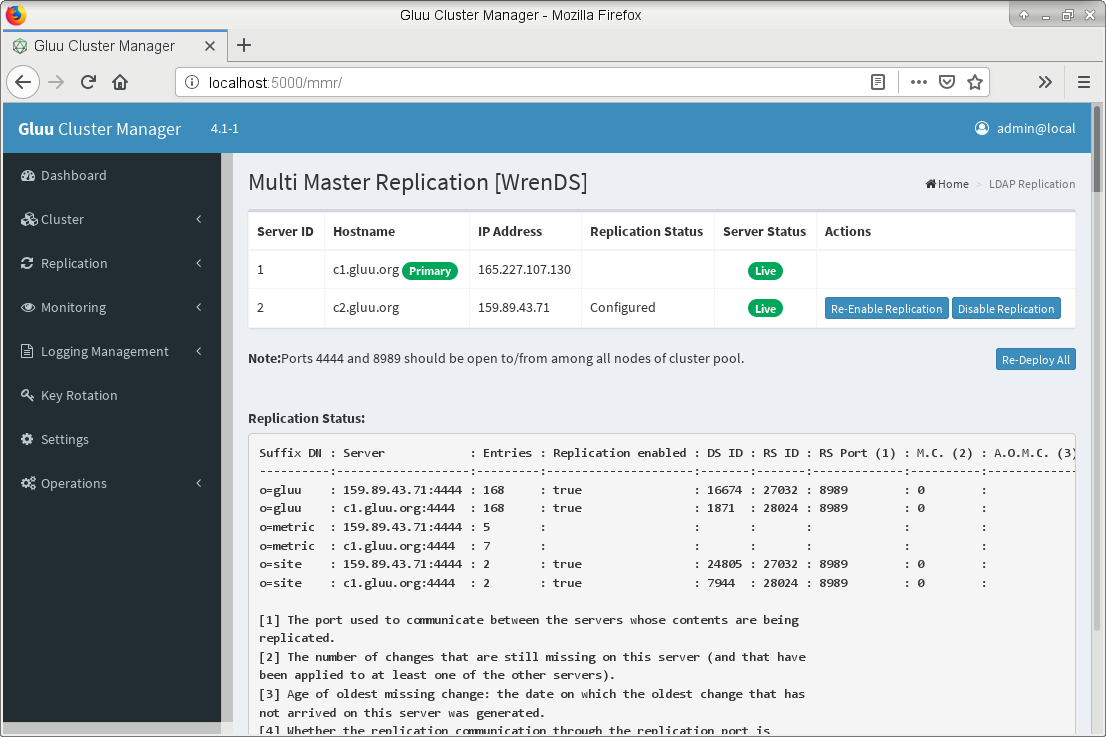 Gluu Cluster Manager - Mozilla Firefox
Gluu Cluster Manager
localhost:5000/mmr/
Gluu Cluster Manager 4.1-1 admin@local
Dashboard
Cluster
Replication
Monitoring
Logging Management
Key Rotation
Settings
Operations
Multi Master Replication [WrenDS]
Home > LDAP Replication
Server ID Hostname IP Address Replication Status Server Status Actions
1 c1.gluu.org Primary 165.227.107.130 Live
2 c2.gluu.org 159.89.43.71 Configured Live Re-Enable Replication Disable Replication
Note:Ports 4444 and 8989 should be open to/from among all nodes of cluster pool. Re-Deploy All
Replication Status:
Suffix DN : Server            : Entries : Replication enabled : DS ID : RS ID : RS Port (1) : M.C. (2) : A.O.M.C. (3)
----------:-------------------:---------:---------------------:-------:-------:-------------:----------:-------------
o=gluu    : 159.89.43.71:4444 : 168     : true                : 16674 : 27032 : 8989        : 0        :
o=gluu    : c1.gluu.org:4444  : 168     : true                : 1871  : 28024 : 8989        : 0        :
o=metric  : 159.89.43.71:4444 : 5       :                     :       :       :             :          :
o=metric  : c1.gluu.org:4444  : 7       :                     :       :       :             :          :
o=site    : 159.89.43.71:4444 : 2       : true                : 24805 : 27032 : 8989        : 0        :
o=site    : c1.gluu.org:4444  : 2       : true                : 7944  : 28024 : 8989        : 0        :
[1] The port used to communicate between the servers whose contents are being
replicated.
[2] The number of changes that are still missing on this server (and that have
been applied to at least one of the other servers).
[3] Age of oldest missing change: the date on which the oldest change that has
not arrived on this server was generated.
[4] Whether the replication communication through the replication port is